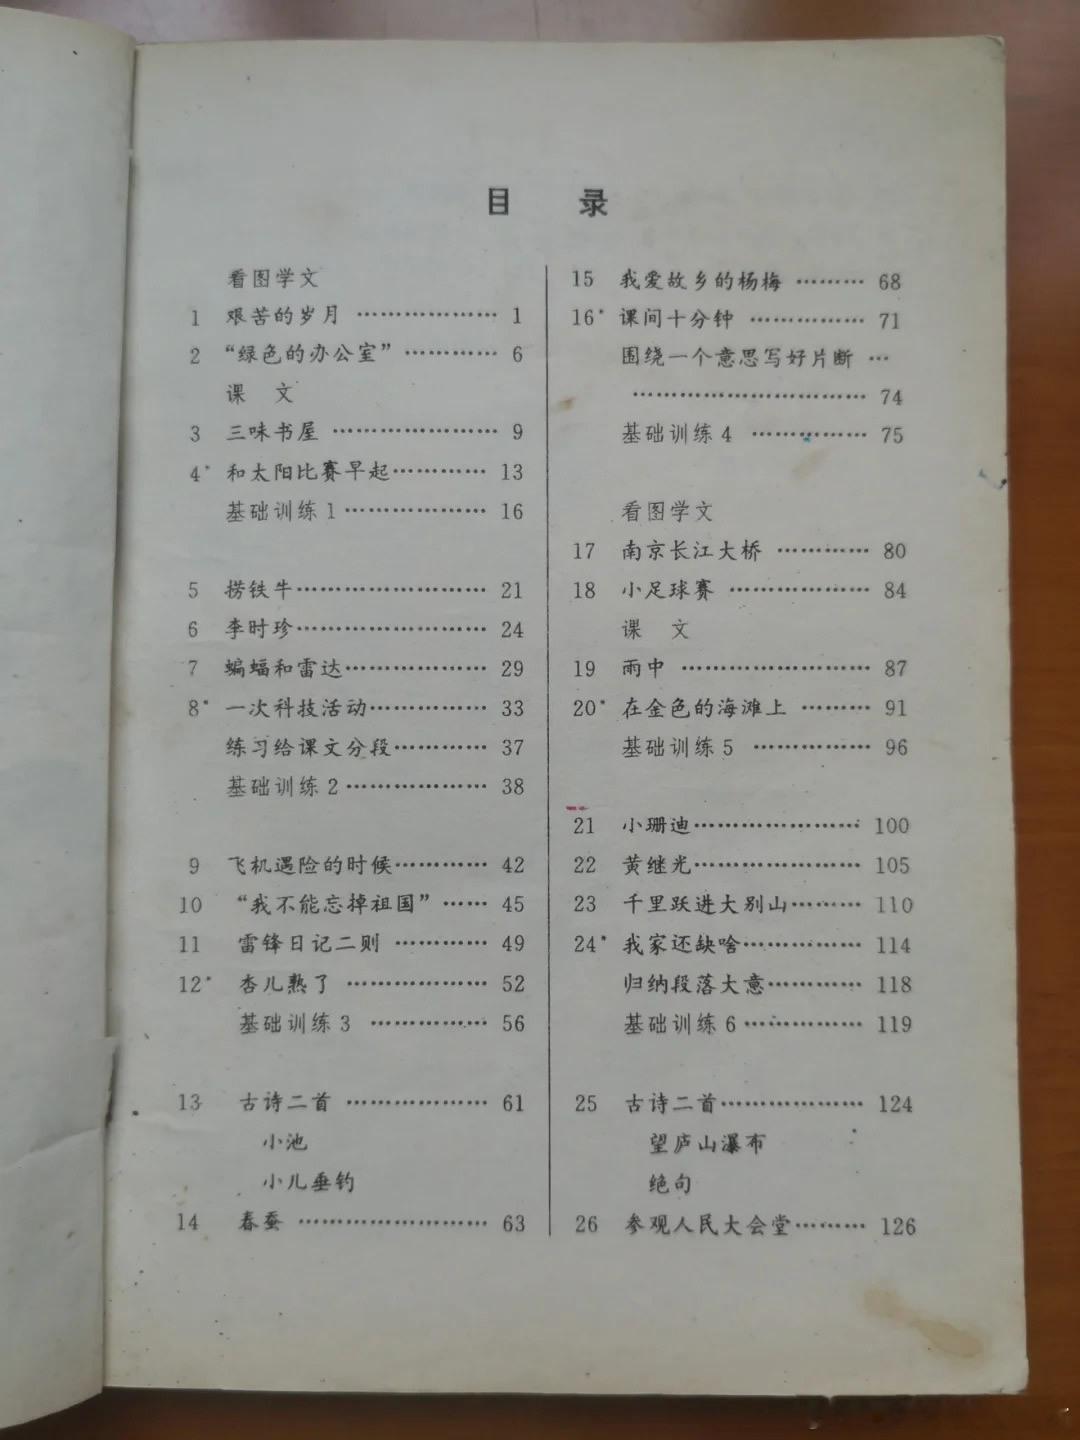 目 录
看图学文
1 艰苦的岁月 ………………… 1
2 “绿色的办公室” ………… 6
课 文
3 三味书屋 ………………… 9
4* 和太阳比赛早起………… 13
基础训练1 ……………… 16
5 捞铁牛…………………… 21
6 李时珍…………………… 24
7 蝙蝠和雷达……………… 29
8* 一次科技活动…………… 33
练习给课文分段………… 37
基础训练2 ……………… 38
9 飞机遇险的时候………… 42
10 “我不能忘掉祖国” …… 45
11 雷锋日记二则 ………… 49
12* 杏儿熟了 ……………… 52
基础训练3 …………… 56
13 古诗二首 ……………… 61
小池
小儿垂钓
14 春蚕 …………………… 63
15 我爱故乡的杨梅 ……… 68
16* 课间十分钟 …………… 71
围绕一个意思写好片断 …
………………………… 74
基础训练4 …………… 75
看图学文
17 南京长江大桥 ………… 80
18 小足球赛 ……………… 84
课 文
19 雨中 …………………… 87
20* 在金色的海滩上 ……… 91
基础训练5 …………… 96
21 小珊迪………………… 100
22 黄继光………………… 105
23 千里跃进大别山……… 110
24* 我家还缺啥…………… 114
归纳段落大意………… 118
基础训练6 …………… 119
25 古诗二首……………… 124
望庐山瀑布
绝句
26 参观人民大会堂……… 126